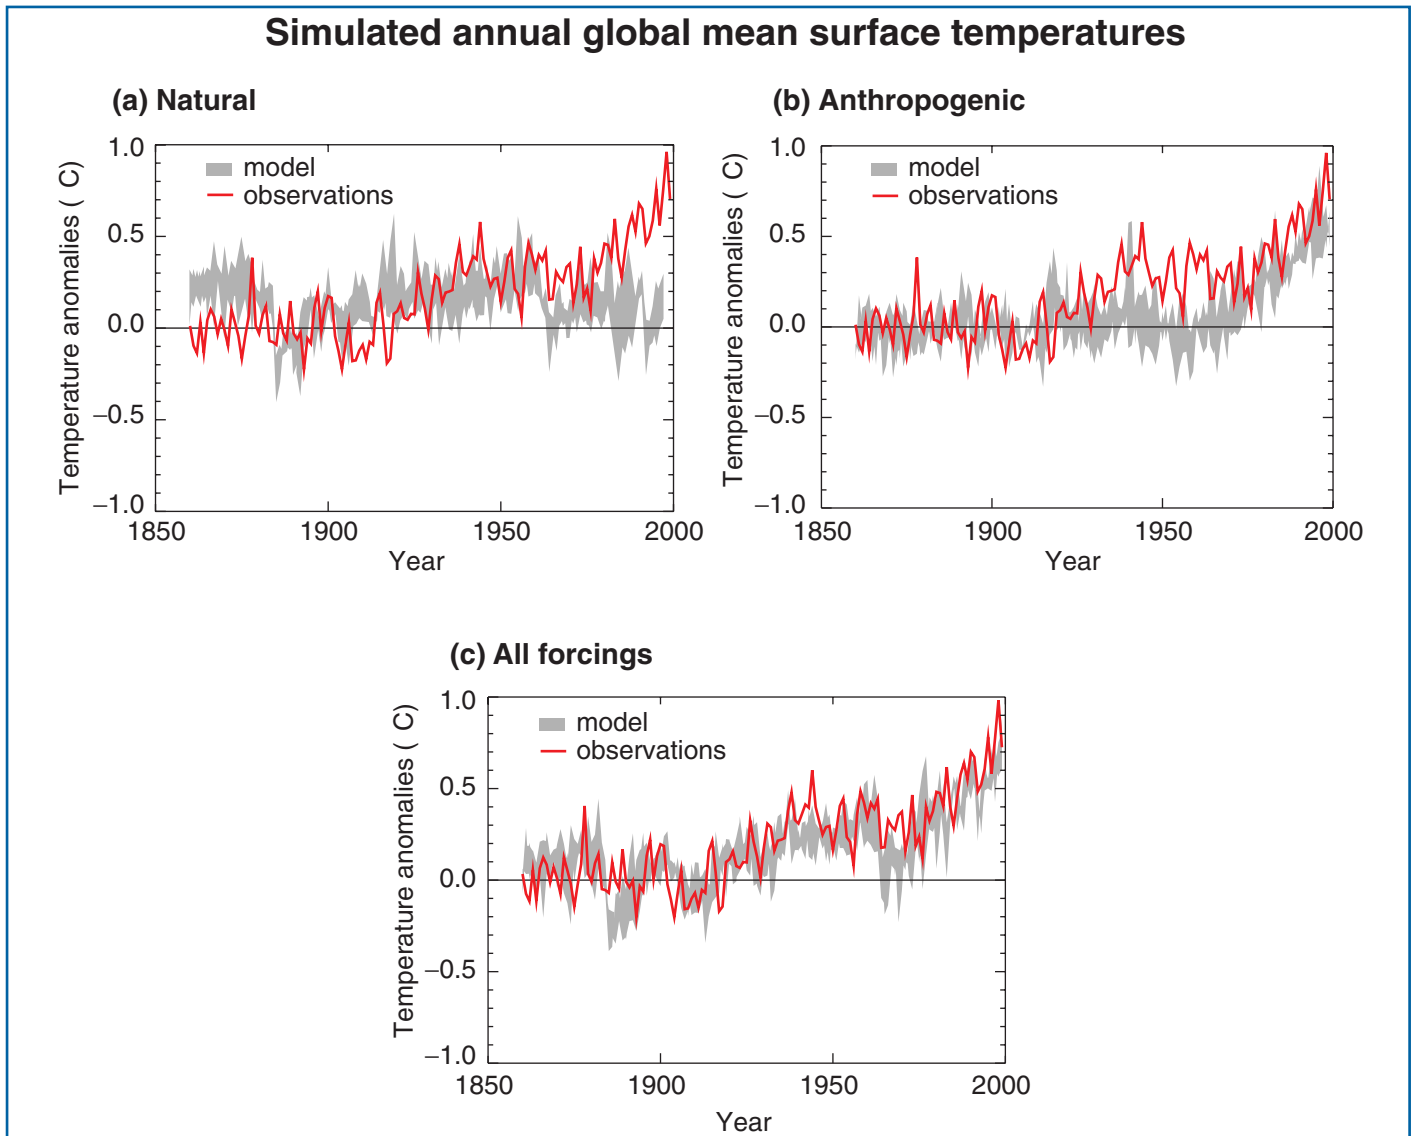 Simulated annual global mean surface temperatures
(a) Natural
1.0
0.5
0.0
−0.5
−1.0
Temperature anomalies ( C)
model
observations
1850
1900
1950
2000
Year
(b) Anthropogenic
1.0
0.5
0.0
−0.5
−1.0
Temperature anomalies ( C)
model
observations
1850
1900
1950
2000
Year
(c) All forcings
1.0
0.5
0.0
−0.5
−1.0
Temperature anomalies ( C)
model
observations
1850
1900
1950
2000
Year